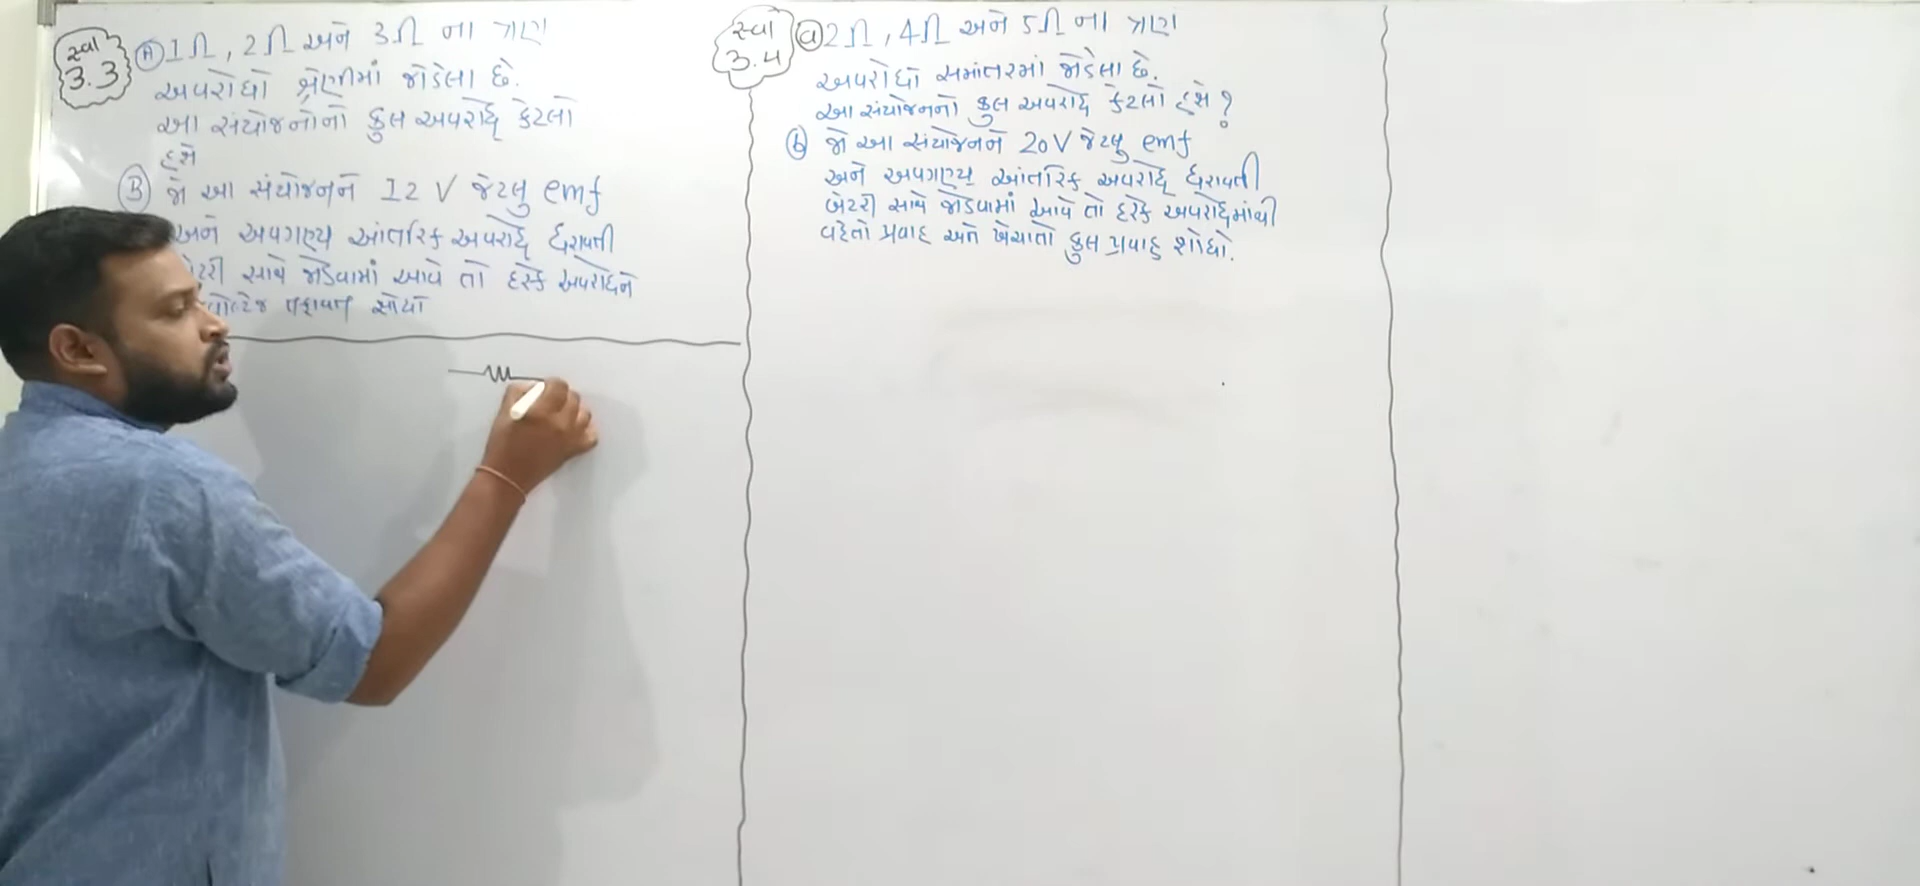 સ્વા
3.3
Ⓐ 1Ω, 2Ω અને 3Ω ના ત્રણ
અવરોધો શ્રેણીમાં જોડેલા છે.
આ સંયોજનોનો કુલ અવરોધ કેટલો
હશે
Ⓑ જો આ સંયોજનને 12 V જેટલુ emf
અને અવગણ્ય આંતરિક અવરોધ ધરાવતી
બેટરી સાથે જોડવામાં આવે તો દરેક અવરોધને
વોલ્ટેજ તફાવત શોધો
સ્વા
3.4
ⓐ 2Ω, 4Ω અને 5Ω ના ત્રણ
અવરોધો સમાંતરમાં જોડેલા છે.
આ સંયોજનનો કુલ અવરોધ કેટલો હશે ?
ⓑ જો આ સંયોજનને 20V જેટલુ emf
અને અવગણ્ય આંતરિક અવરોધ ધરાવતી
બેટરી સાથે જોડવામાં આવે તો દરેક અવરોધમાંથી
વહેતો પ્રવાહ અને ખેંચાતો કુલ પ્રવાહ શોધો.